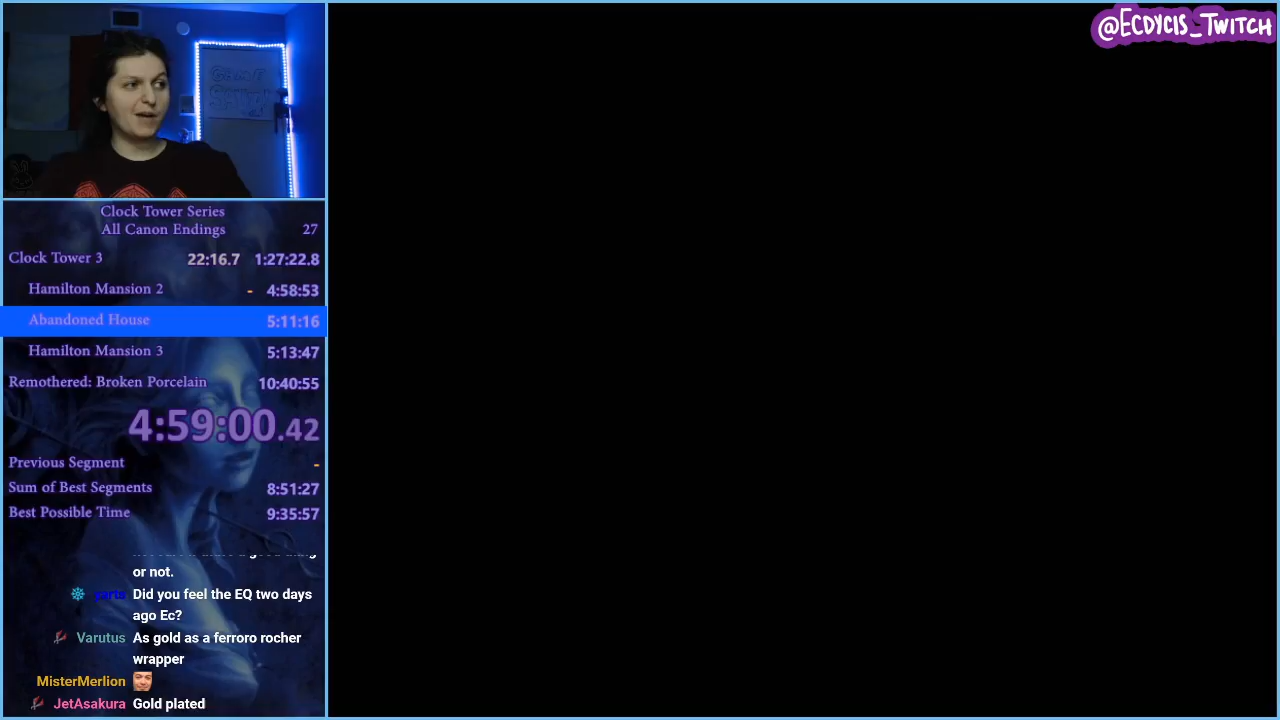 @Ecdycis_Twitch
Clock Tower Series
All Canon Endings 27
Clock Tower 3 22:16.7 1:27:22.8
Hamilton Mansion 2 - 4:58:53
Abandoned House 5:11:16
Hamilton Mansion 3 5:13:47
Remothered: Broken Porcelain 10:40:55
4:59:00.42
Previous Segment -
Sum of Best Segments 8:51:27
Best Possible Time 9:35:57
or not.
Did you feel the EQ two days
ago Ec?
Varutus As gold as a ferroro rocher
wrapper
MisterMerlion
JetAsakura Gold plated